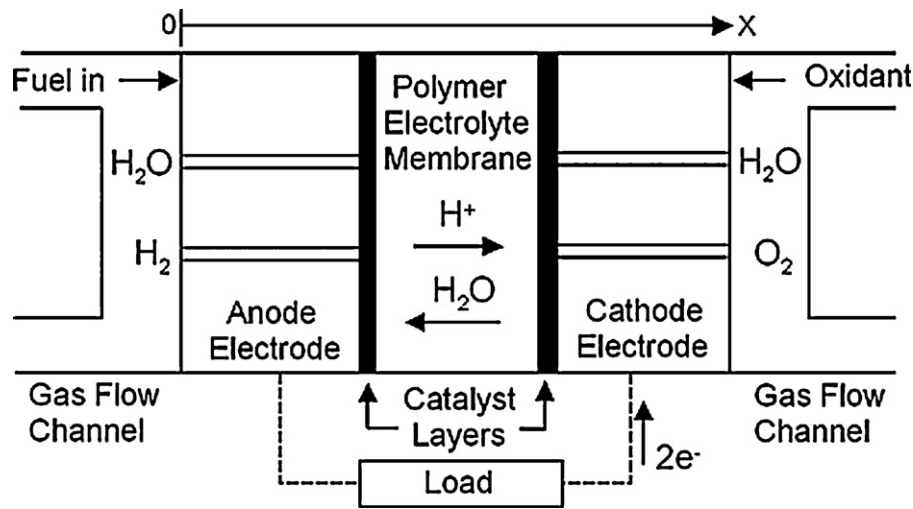 0
X
Fuel in
Oxidant
Polymer
Electrolyte
Membrane
H₂O
H₂O
H⁺
H₂
O₂
H₂O
Anode
Electrode
Cathode
Electrode
Gas Flow
Channel
Catalyst
Layers
Gas Flow
Channel
2e⁻
Load